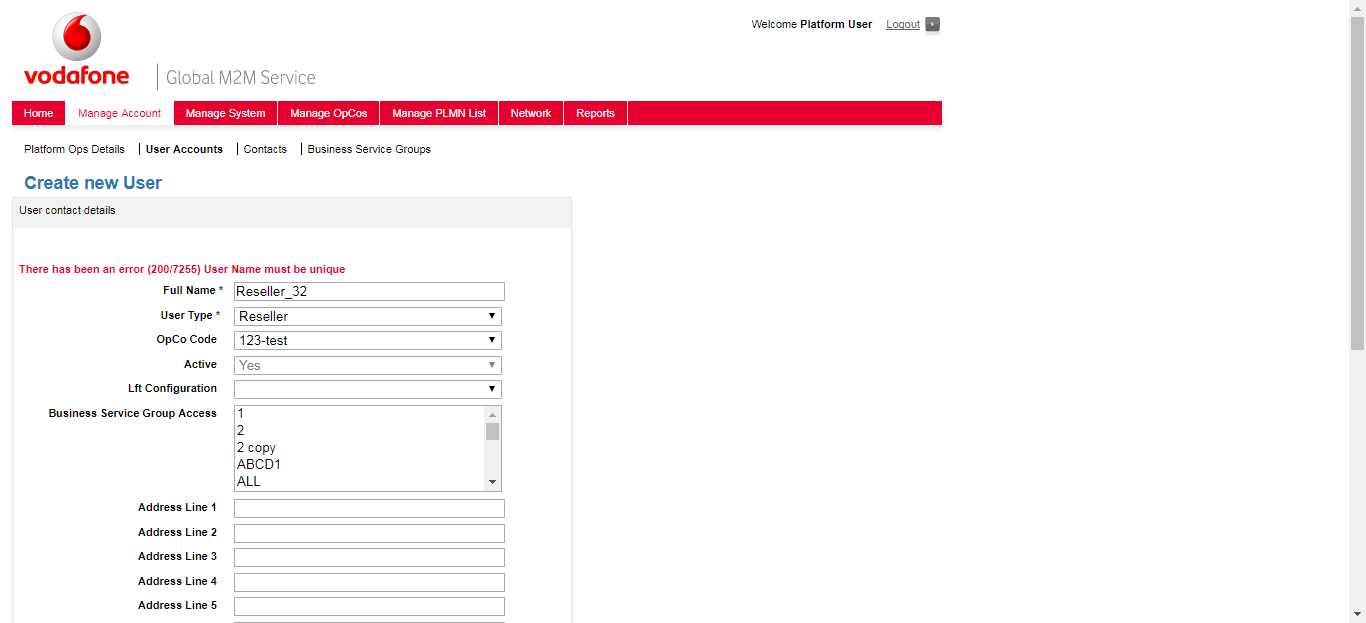 Welcome Platform User Logout
vodafone
Global M2M Service
Home Manage Account Manage System Manage OpCos Manage PLMN List Network Reports
Platform Ops Details User Accounts Contacts Business Service Groups
Create new User
User contact details
There has been an error (200/7255) User Name must be unique
Full Name * Reseller_32
User Type * Reseller
OpCo Code 123-test
Active Yes
Lft Configuration
Business Service Group Access 1
2
2 copy
ABCD1
ALL
Address Line 1
Address Line 2
Address Line 3
Address Line 4
Address Line 5